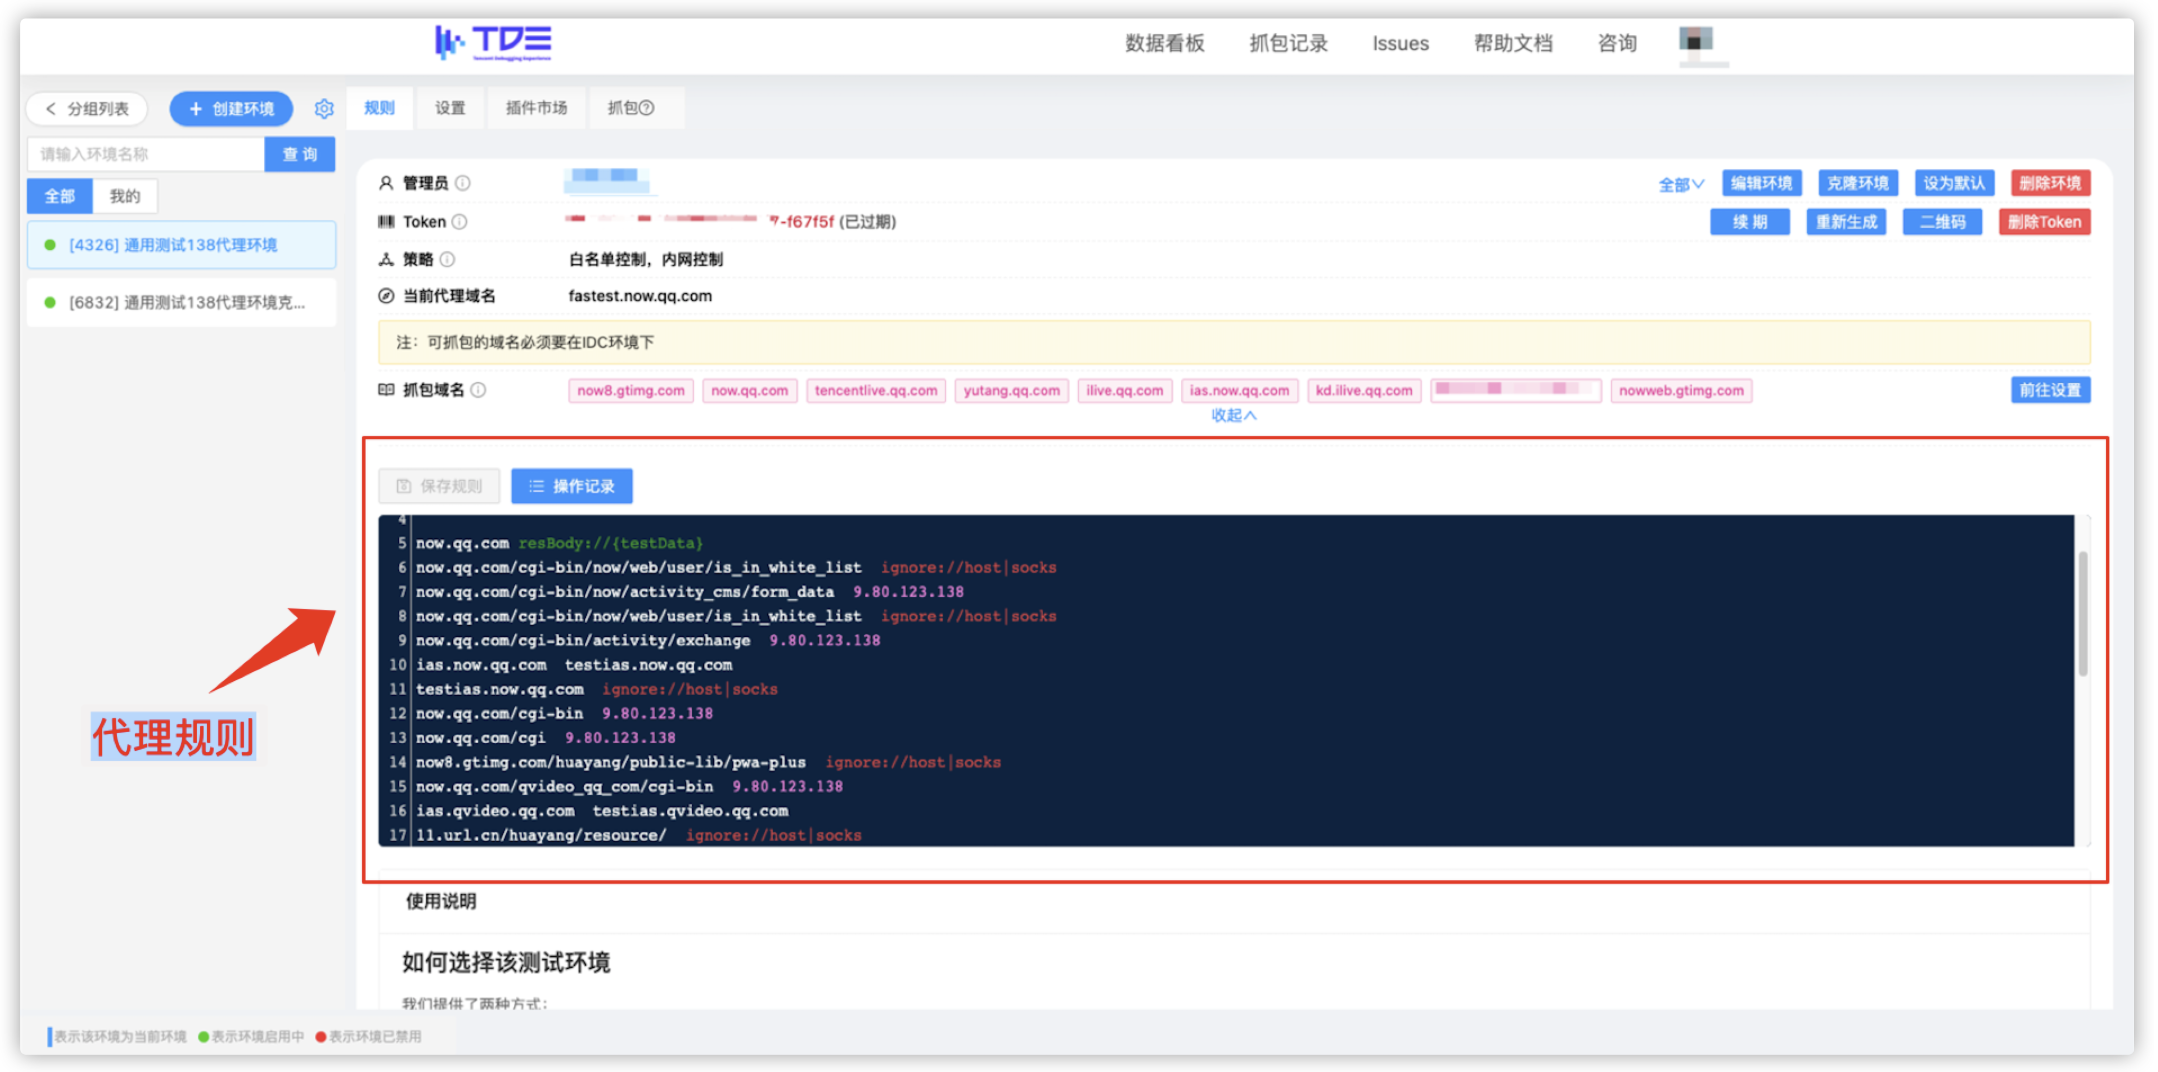 TDE
Tencent Debugging Experience
数据看板 抓包记录 Issues 帮助文档 咨询
分组列表 + 创建环境
规则 设置 插件市场 抓包
请输入环境名称 查询
全部 我的
[4326] 通用测试138代理环境
[6832] 通用测试138代理环境克...
管理员 全部 编辑环境 克隆环境 设为默认 删除环境
Token 7-f67f5f (已过期) 续期 重新生成 二维码 删除Token
策略 白名单控制，内网控制
当前代理域名 fastest.now.qq.com
注：可抓包的域名必须要在IDC环境下
抓包域名 now8.gtimg.com now.qq.com tencentlive.qq.com yutang.qq.com ilive.qq.com ias.now.qq.com kd.ilive.qq.com nowweb.gtimg.com 前往设置
收起
保存规则 操作记录
4
5 now.qq.com resBody://{testData}
6 now.qq.com/cgi-bin/now/web/user/is_in_white_list ignore://host|socks
7 now.qq.com/cgi-bin/now/activity_cms/form_data 9.80.123.138
8 now.qq.com/cgi-bin/now/web/user/is_in_white_list ignore://host|socks
9 now.qq.com/cgi-bin/activity/exchange 9.80.123.138
10 ias.now.qq.com testias.now.qq.com
11 testias.now.qq.com ignore://host|socks
12 now.qq.com/cgi-bin 9.80.123.138
13 now.qq.com/cgi 9.80.123.138
14 now8.gtimg.com/huayang/public-lib/pwa-plus ignore://host|socks
15 now.qq.com/qvideo_qq_com/cgi-bin 9.80.123.138
16 ias.qvideo.qq.com testias.qvideo.qq.com
17 11.url.cn/huayang/resource/ ignore://host|socks
代理规则
使用说明
如何选择该测试环境
我们提供了两种方式：
表示该环境为当前环境 表示环境启用中 表示环境已禁用